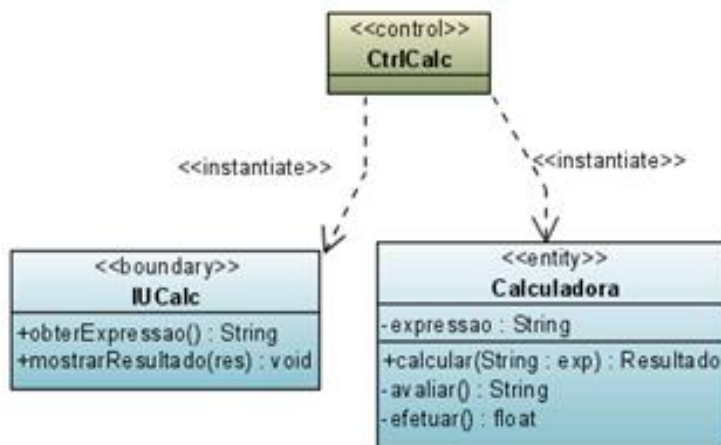 <<control>>
CtrlCalc
<<instantiate>>
<<instantiate>>
<<boundary>>
IUCalc
+obterExpressao() : String
+mostrarResultado(res) : void
<<entity>>
Calculadora
-expressao : String
+calcular(String : exp) : Resultado
-avaliar() : String
-efetuar() : float